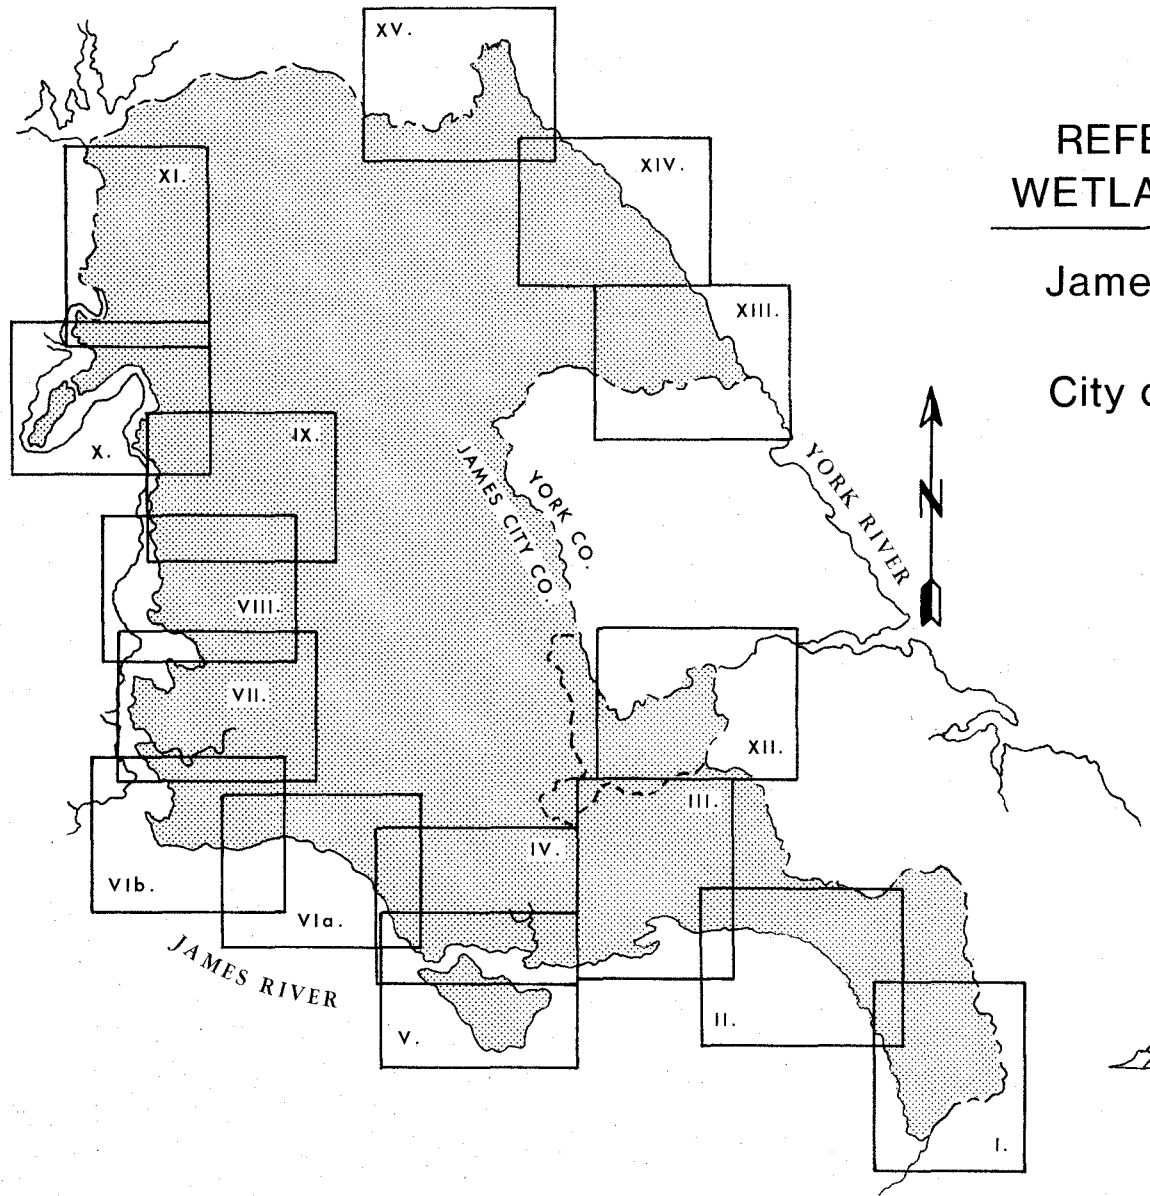 XV.
REFE
WETLA
XIV.
XI.
Jame
XIII.
City o
IX.
X.
YORK RIVER
N
YORK CO.
JAMES CITY CO.
VIII.
VII.
XII.
III.
IV.
VIb.
VIa.
JAMES RIVER
II.
V.
I.